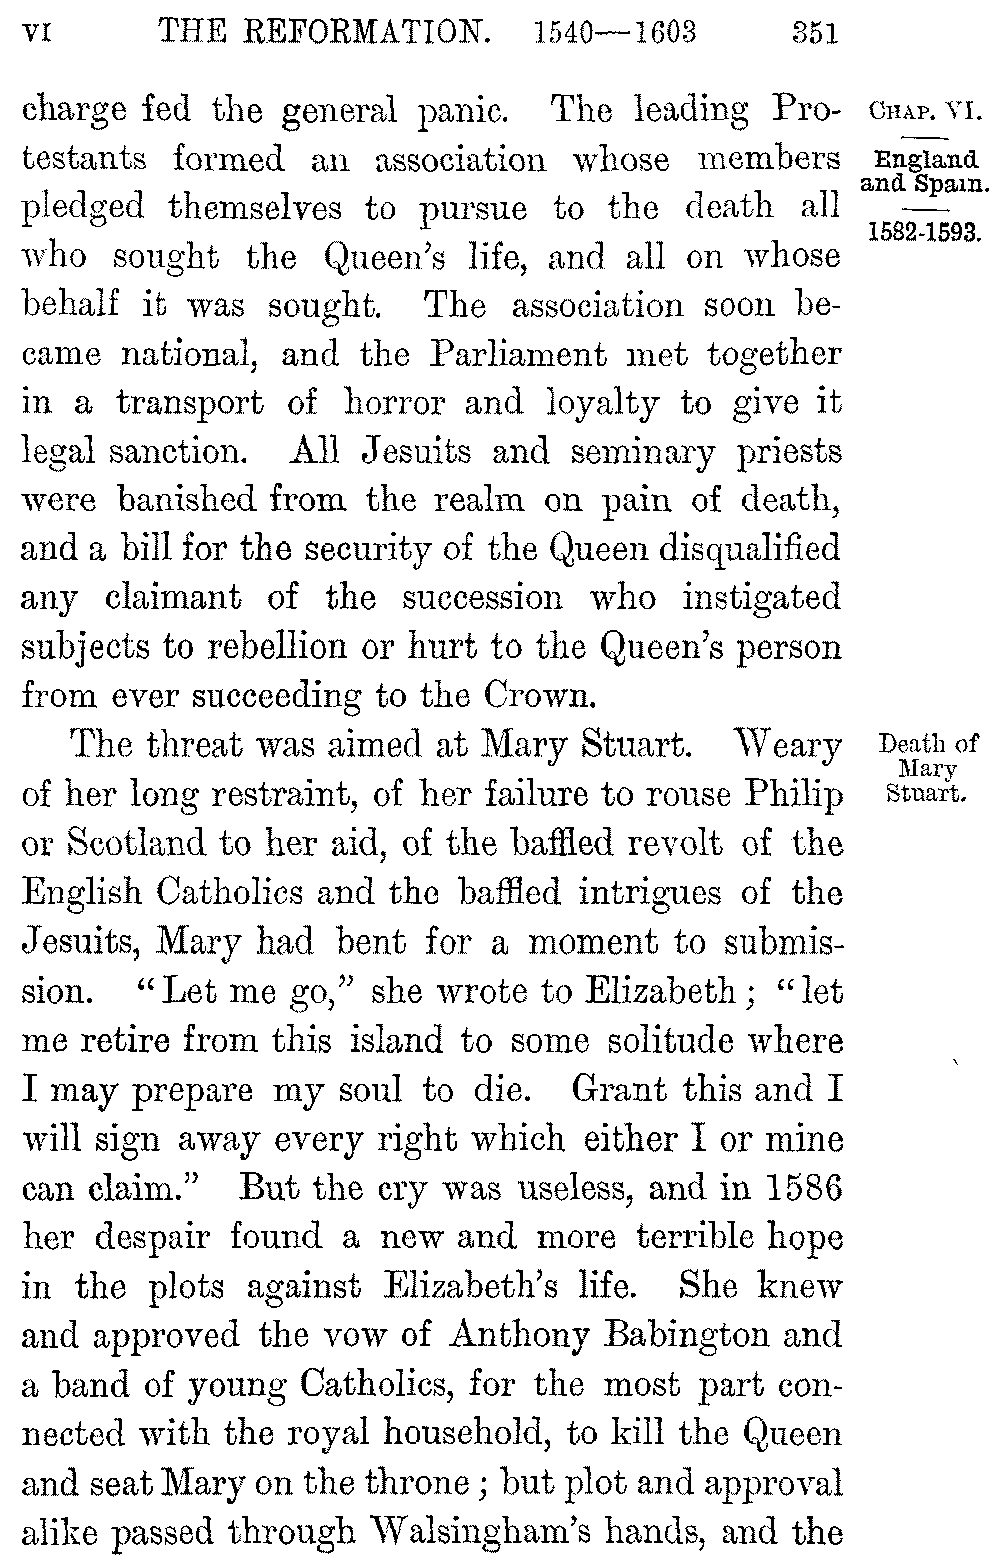 VI THE REFORMATION. 1540—1603 351
charge fed the general panic. The leading Pro-
testants formed an association whose members
pledged themselves to pursue to the death all
who sought the Queen's life, and all on whose
behalf it was sought. The association soon be-
came national, and the Parliament met together
in a transport of horror and loyalty to give it
legal sanction. All Jesuits and seminary priests
were banished from the realm on pain of death,
and a bill for the security of the Queen disqualified
any claimant of the succession who instigated
subjects to rebellion or hurt to the Queen's person
from ever succeeding to the Crown.
CHAP. VI.
England
and Spain.
1582-1593.
The threat was aimed at Mary Stuart. Weary
of her long restraint, of her failure to rouse Philip
or Scotland to her aid, of the baffled revolt of the
English Catholics and the baffled intrigues of the
Jesuits, Mary had bent for a moment to submis-
sion. "Let me go," she wrote to Elizabeth; "let
me retire from this island to some solitude where
I may prepare my soul to die. Grant this and I
will sign away every right which either I or mine
can claim." But the cry was useless, and in 1586
her despair found a new and more terrible hope
in the plots against Elizabeth's life. She knew
and approved the vow of Anthony Babington and
a band of young Catholics, for the most part con-
nected with the royal household, to kill the Queen
and seat Mary on the throne; but plot and approval
alike passed through Walsingham's hands, and the
Death of
Mary
Stuart.